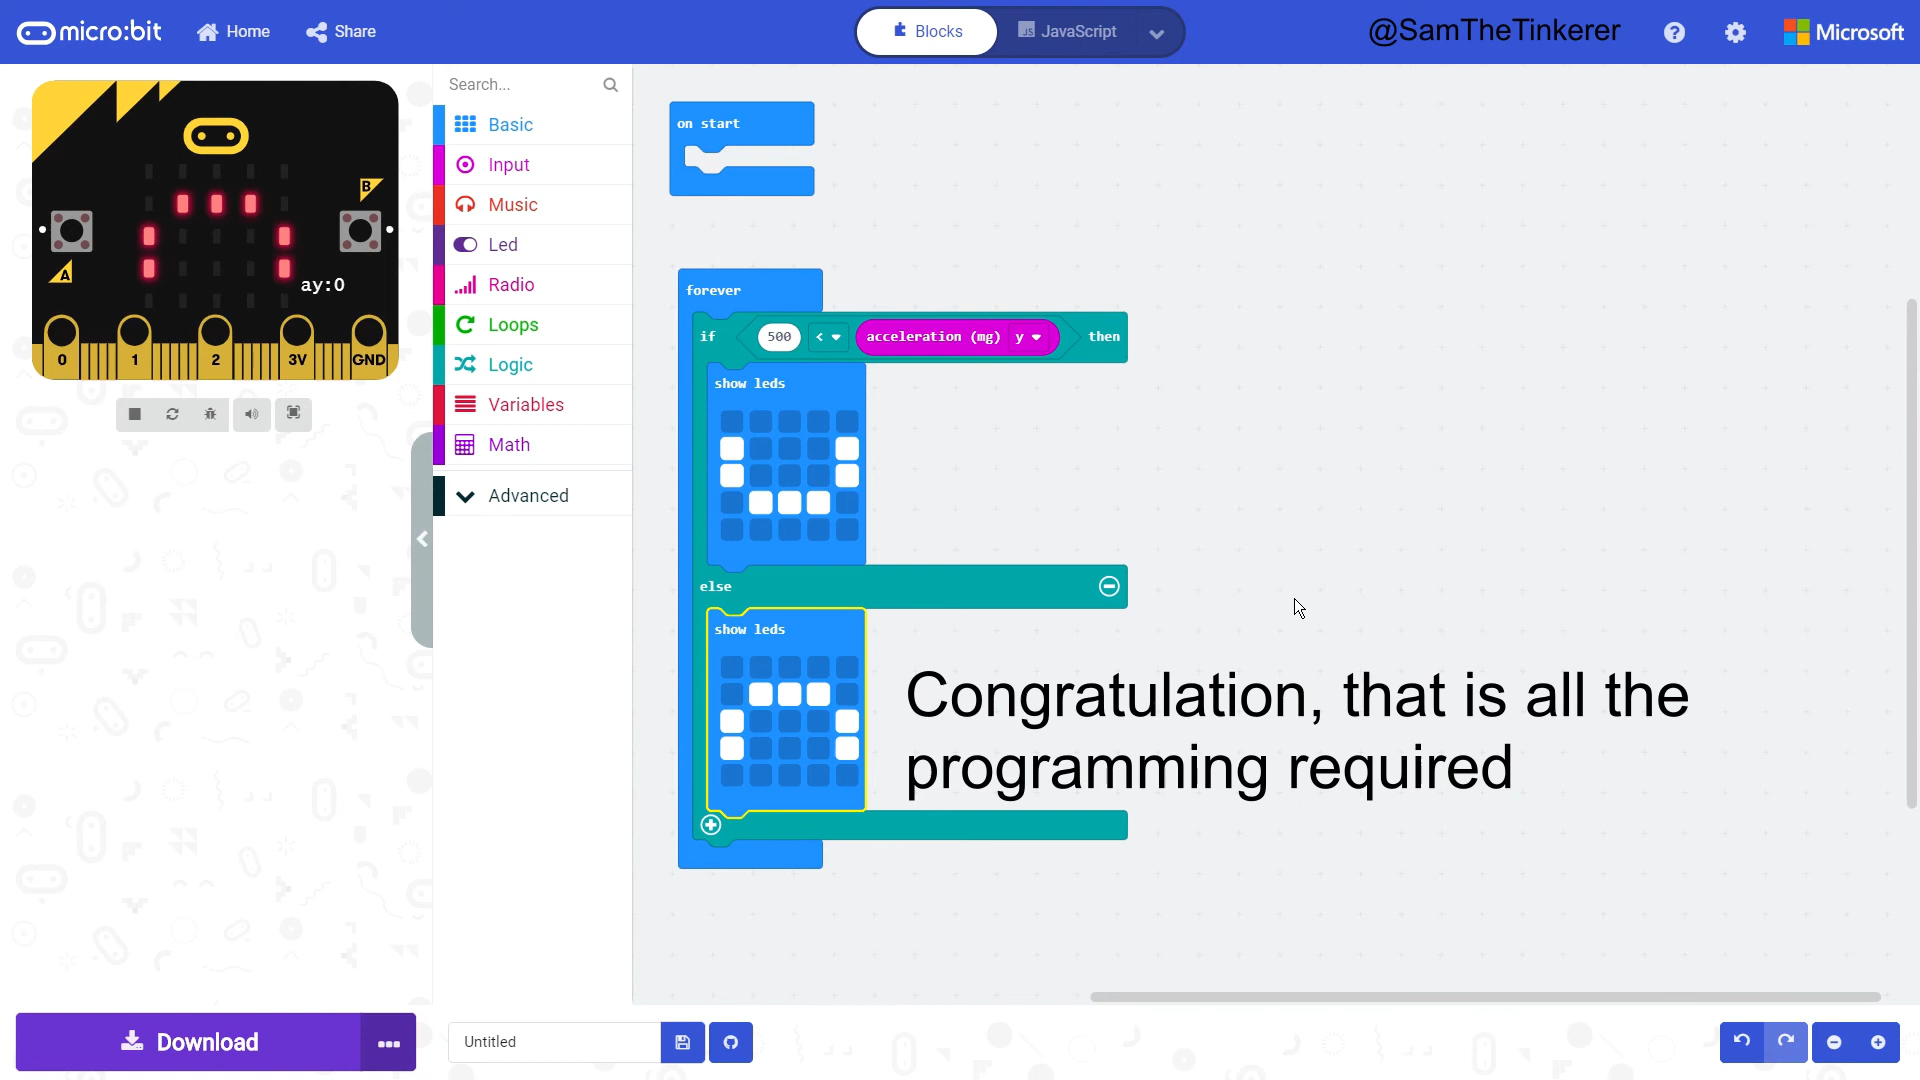 micro:bit
Home
Share
Blocks
JS JavaScript
@SamTheTinkerer
?
Microsoft
B
A
ay:0
0 1 2 3V GND
Search...
Basic
Input
Music
Led
Radio
Loops
Logic
Variables
Math
Advanced
on start
forever
if 500 < acceleration (mg) y then
show leds
else
show leds
Congratulation, that is all the
programming required
Download
Untitled